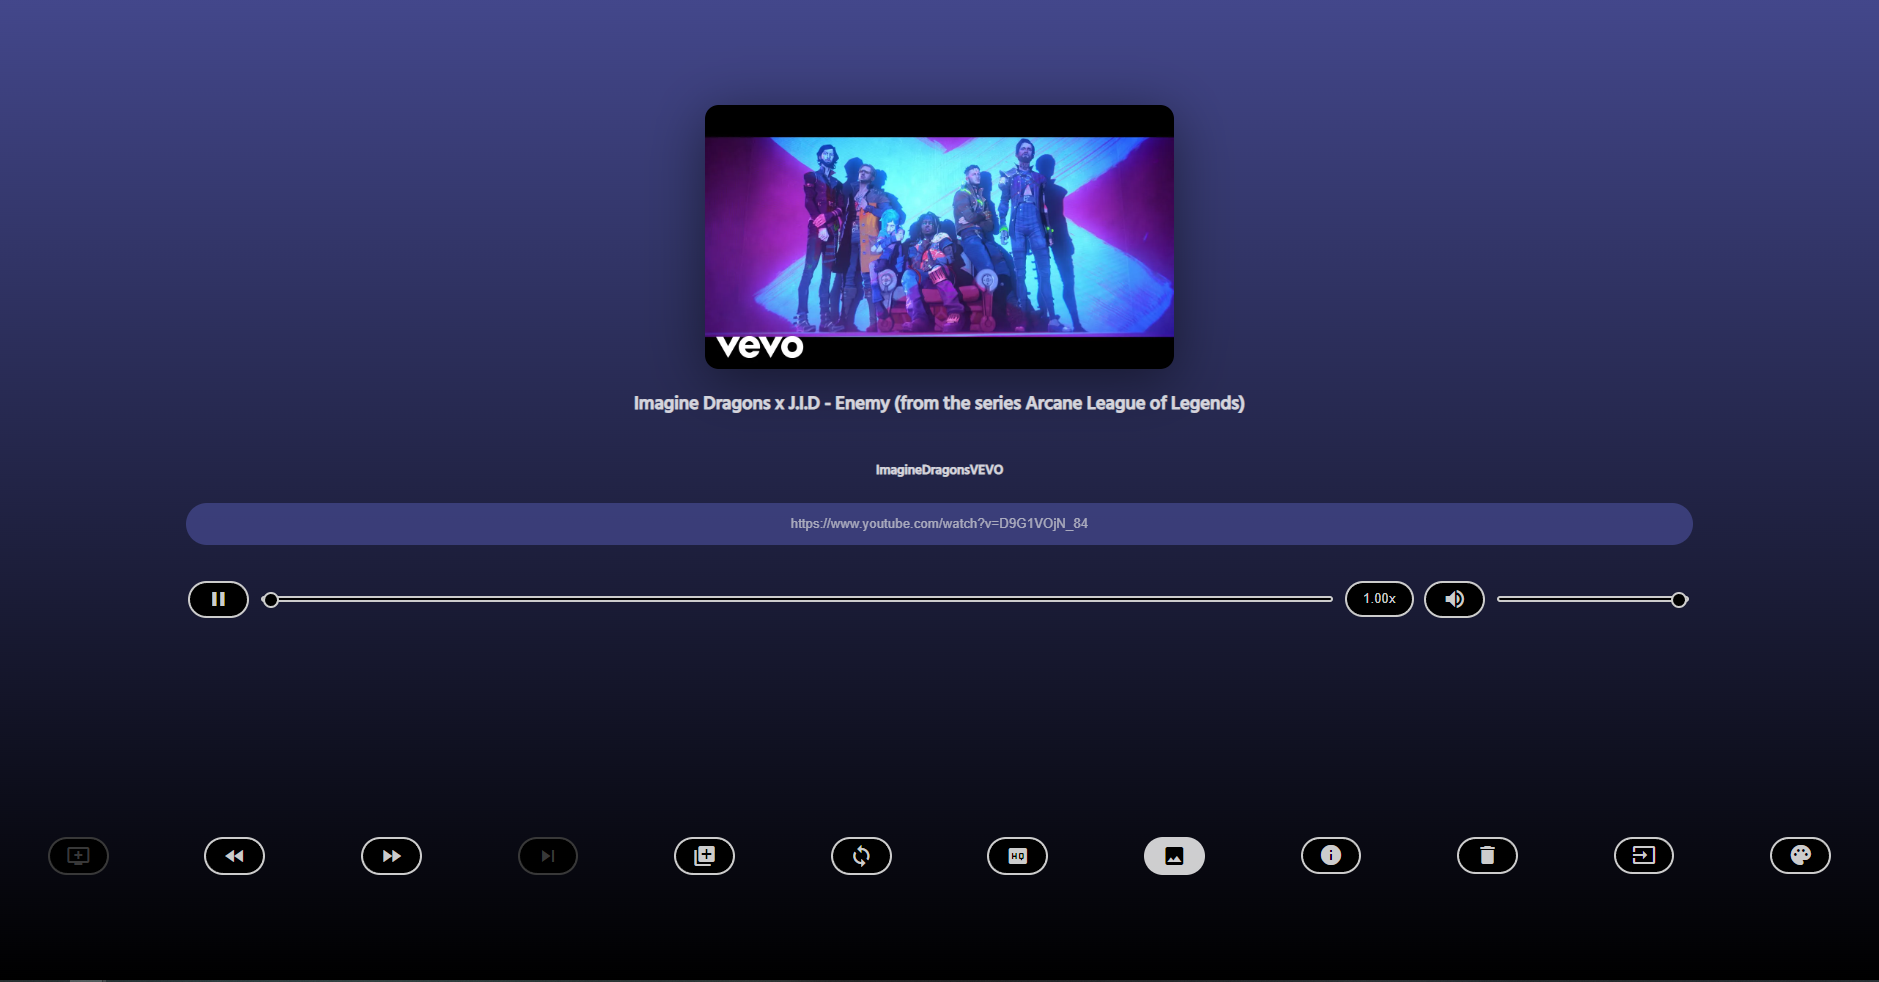 vevo
Imagine Dragons x J.I.D - Enemy (from the series Arcane League of Legends)
ImagineDragonsVEVO
https://www.youtube.com/watch?v=D9G1VOjN_84
1.00x
HQ